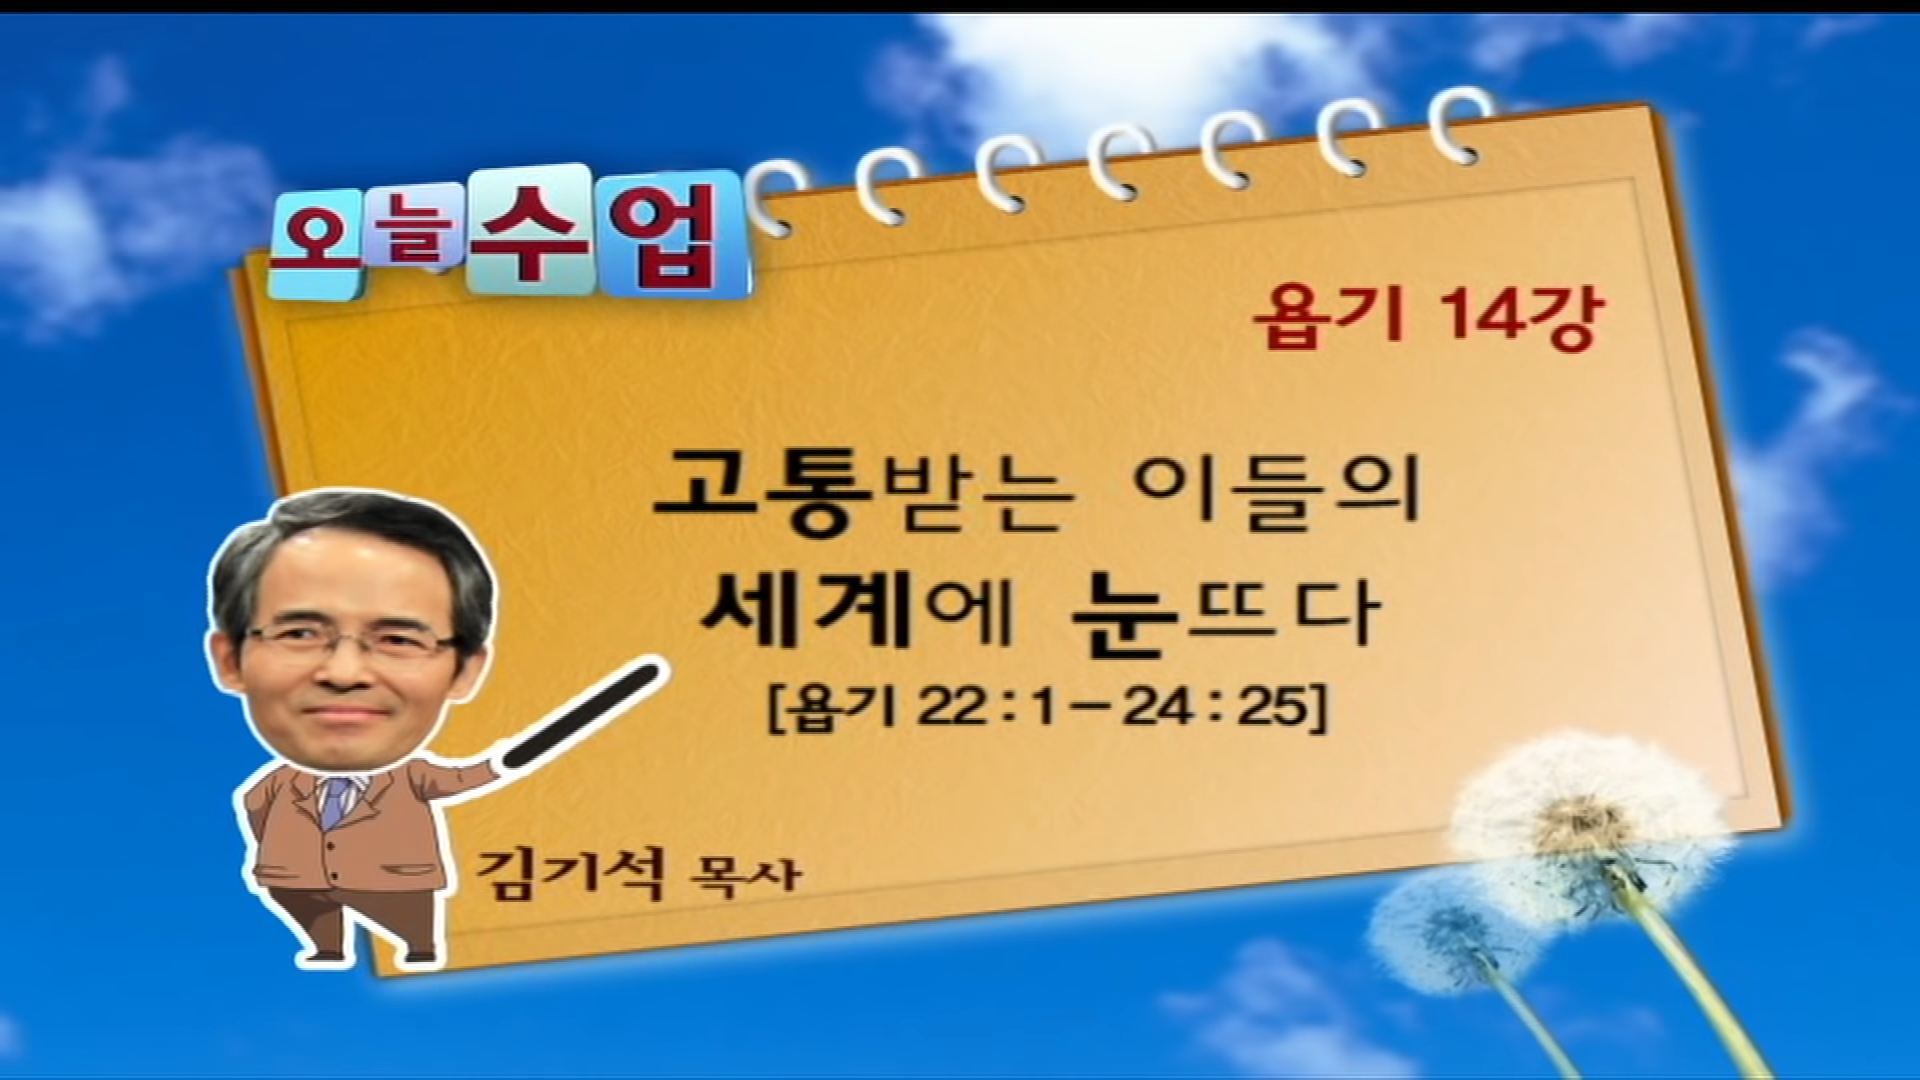 오늘수업
욥기 14강
고통받는 이들의
세계에 눈뜨다
[욥기 22:1-24:25]
김기석 목사